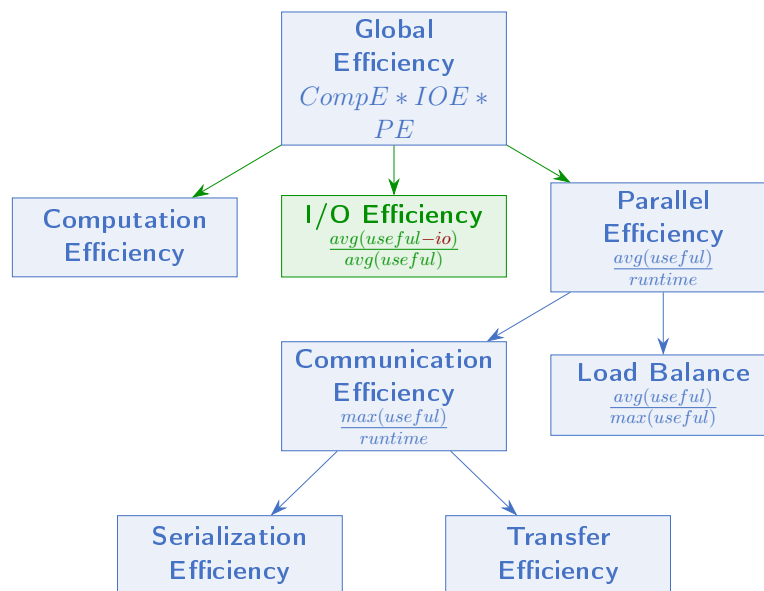 Global
Efficiency
CompE ∗ IOE ∗
PE
Computation
Efficiency
I/O Efficiency
avg(useful−io)
avg(useful)
Parallel
Efficiency
avg(useful)
runtime
Communication
Efficiency
max(useful)
runtime
Load Balance
avg(useful)
max(useful)
Serialization
Efficiency
Transfer
Efficiency